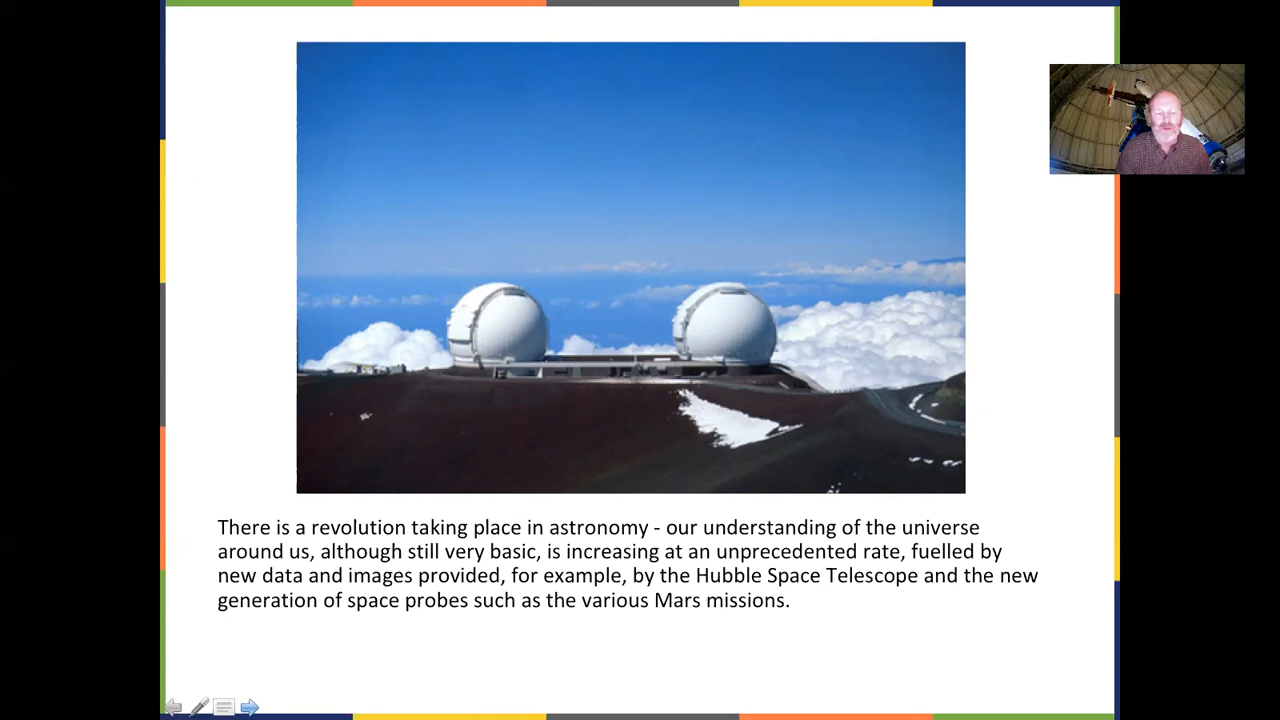 There is a revolution taking place in astronomy - our understanding of the universe
around us, although still very basic, is increasing at an unprecedented rate, fuelled by
new data and images provided, for example, by the Hubble Space Telescope and the new
generation of space probes such as the various Mars missions.